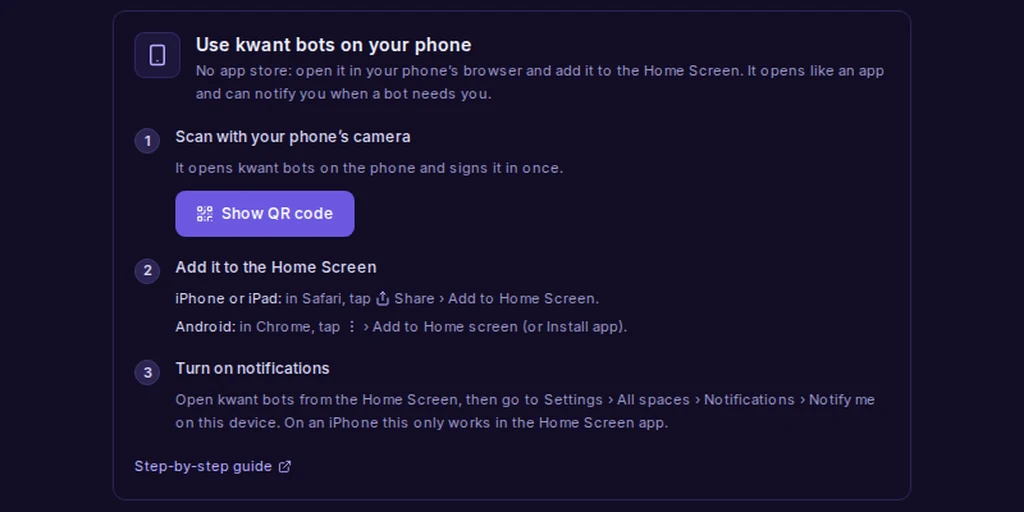 Use kwant bots on your phone
No app store: open it in your phone’s browser and add it to the Home Screen. It opens like an app
and can notify you when a bot needs you.
1
Scan with your phone’s camera
It opens kwant bots on the phone and signs it in once.
Show QR code
2
Add it to the Home Screen
iPhone or iPad: in Safari, tap Share › Add to Home Screen.
Android: in Chrome, tap ⋮ › Add to Home screen (or Install app).
3
Turn on notifications
Open kwant bots from the Home Screen, then go to Settings › All spaces › Notifications › Notify me
on this device. On an iPhone this only works in the Home Screen app.
Step-by-step guide